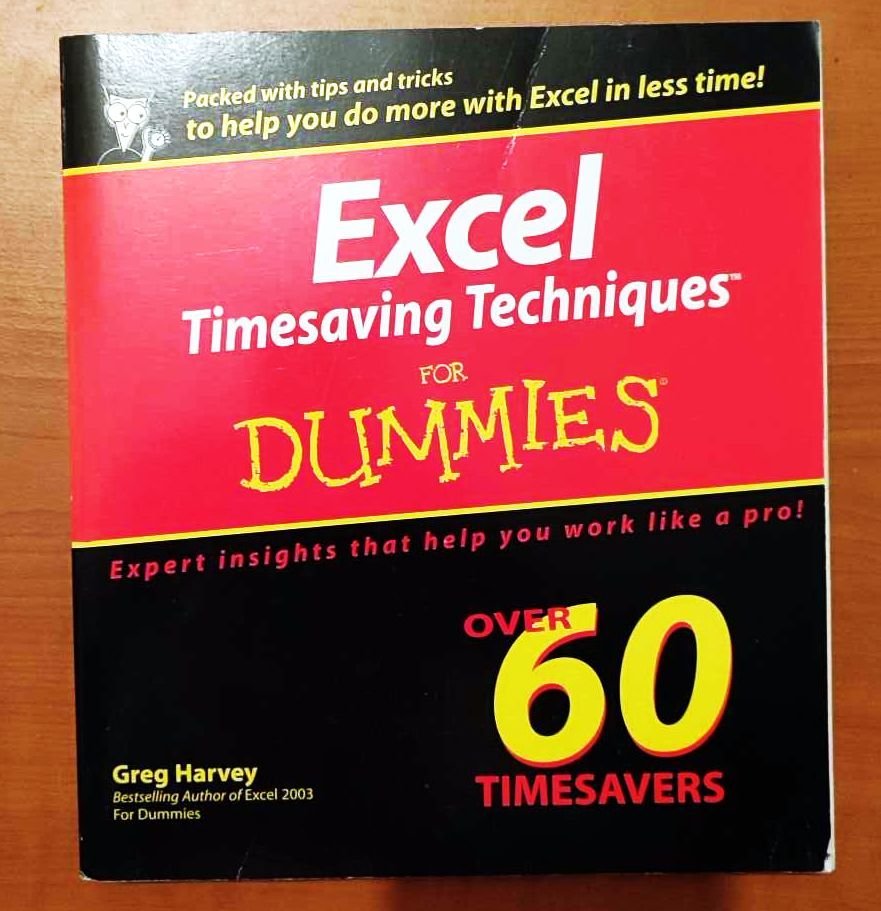 Packed with tips and tricks
to help you do more with Excel in less time!
Excel
Timesaving Techniques™
FOR
DUMMIES®
Expert insights that help you work like a pro!
OVER
60
TIMESAVERS
Greg Harvey
Bestselling Author of Excel 2003
For Dummies